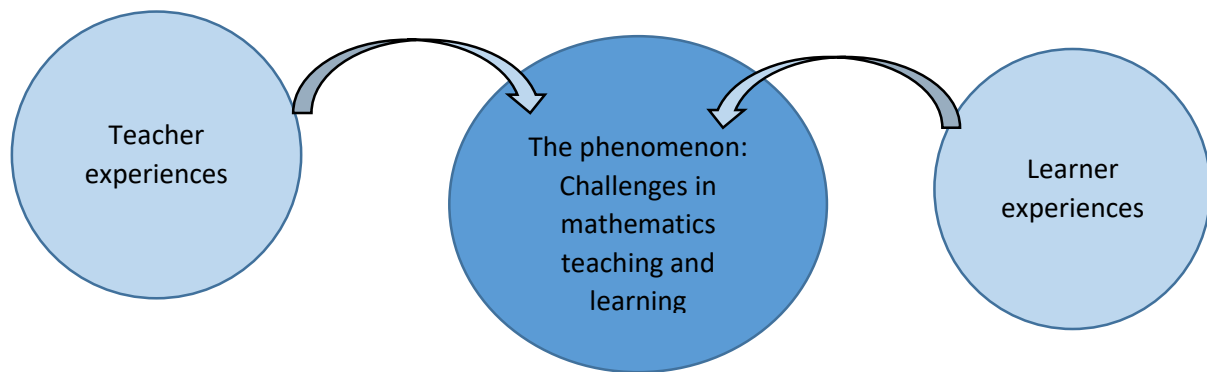 Teacher
experiences
The phenomenon:
Challenges in
mathematics
teaching and
learning
Learner
experiences